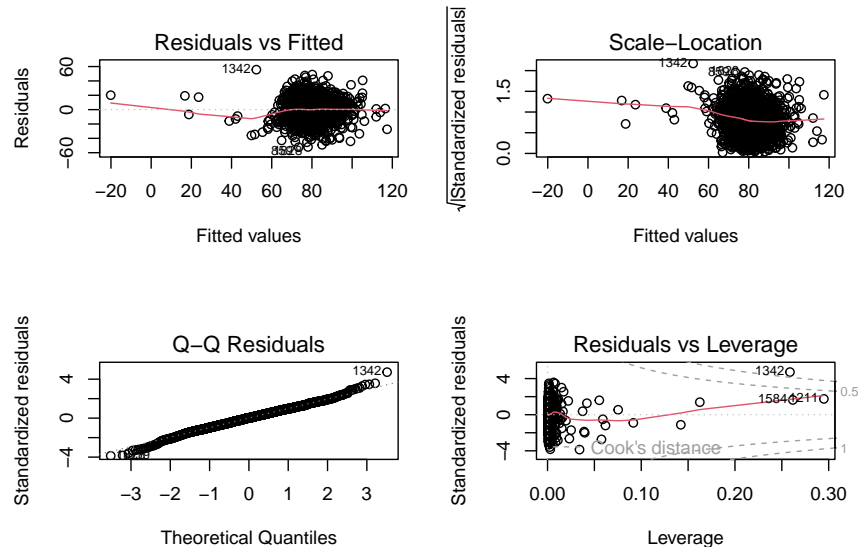 Residuals vs Fitted
Residuals
60
0
−60
1342
−20 0 20 40 60 80 100 120
Fitted values
Scale−Location
√|Standardized residuals|
1.5
0.0
1342
−20 0 20 40 60 80 100 120
Fitted values
Q−Q Residuals
Standardized residuals
4
0
−4
1342
−3 −2 −1 0 1 2 3
Theoretical Quantiles
Residuals vs Leverage
Standardized residuals
4
0
−4
1342
1584
1211
0.5
1
Cook's distance
0.00 0.10 0.20 0.30
Leverage